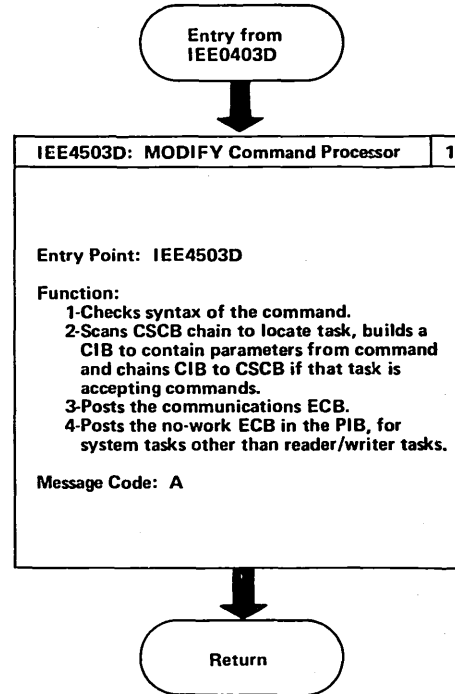 Entry from
IEE0403D
IEE4503D: MODIFY Command Processor 1
Entry Point: IEE4503D
Function:
1-Checks syntax of the command.
2-Scans CSCB chain to locate task, builds a
CIB to contain parameters from command
and chains CIB to CSCB if that task is
accepting commands.
3-Posts the communications ECB.
4-Posts the no-work ECB in the PIB, for
system tasks other than reader/writer tasks.
Message Code: A
Return